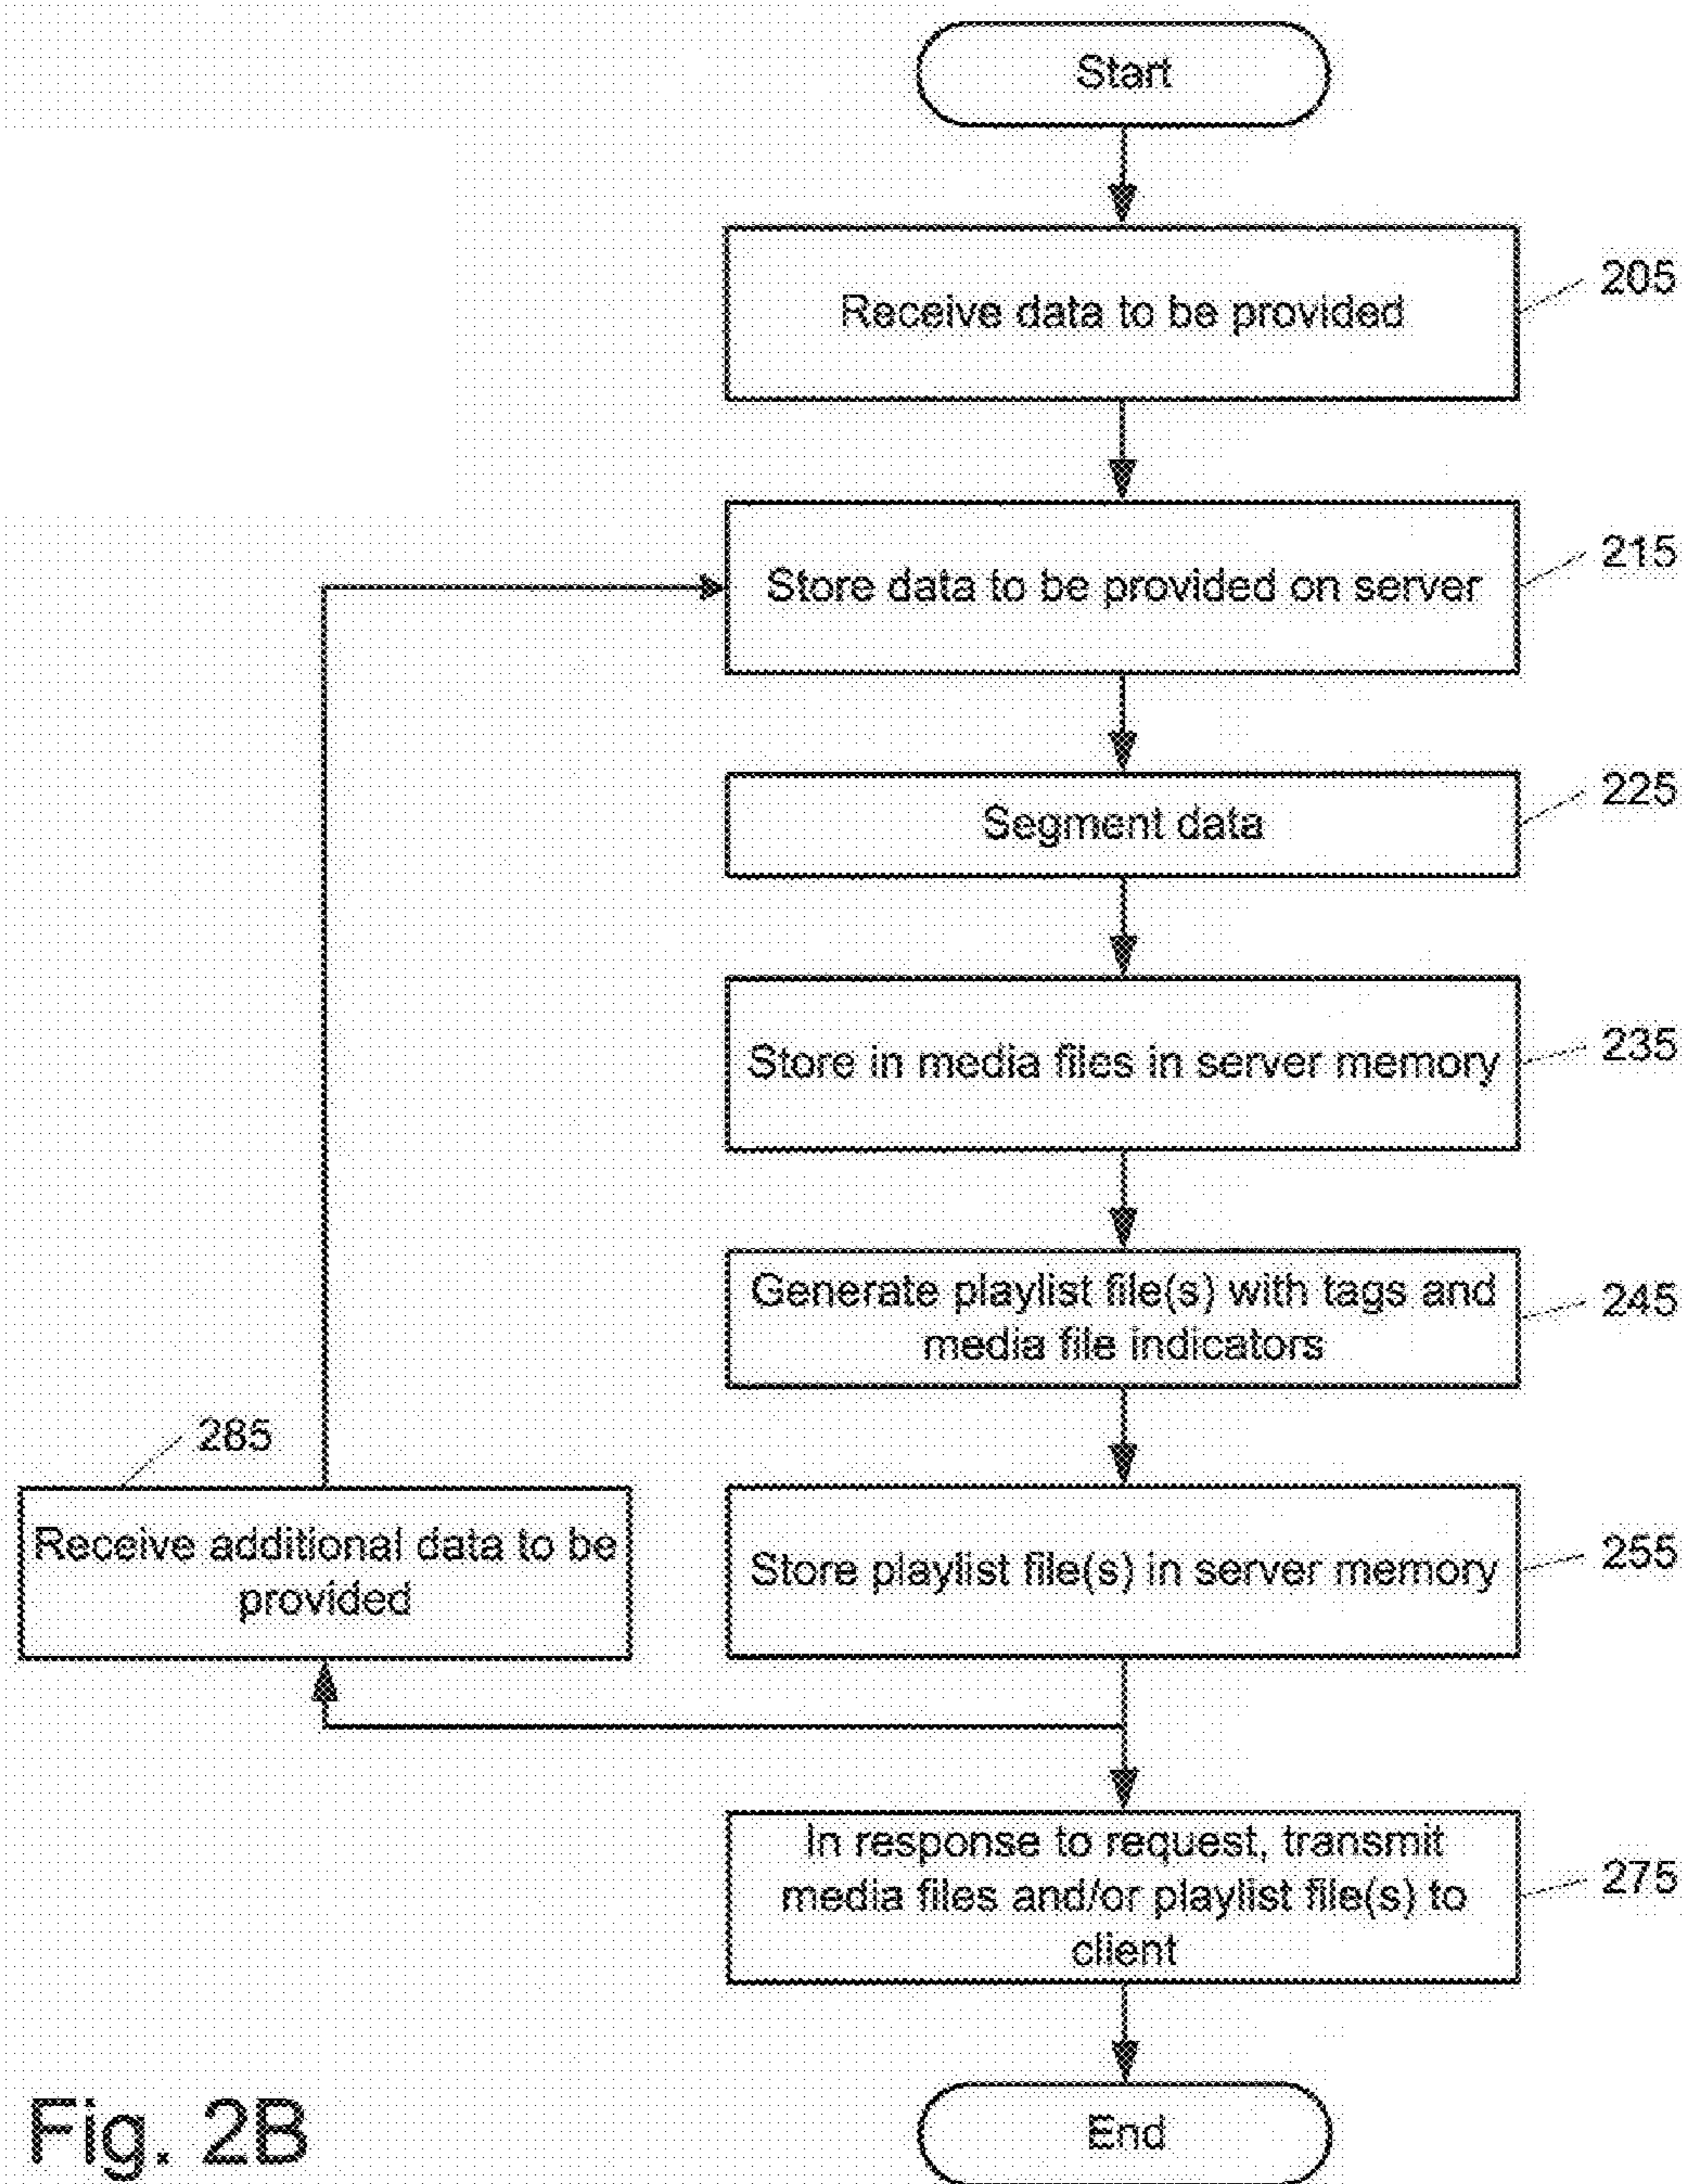 Start
Receive data to be provided
205
Store data to be provided on server
215
Segment data
225
Store in media files in server memory
235
Generate playlist file(s) with tags and
media file indicators
245
285
Receive additional data to be
provided
Store playlist file(s) in server memory
255
In response to request, transmit
media files and/or playlist file(s) to
client
275
End
Fig. 2B